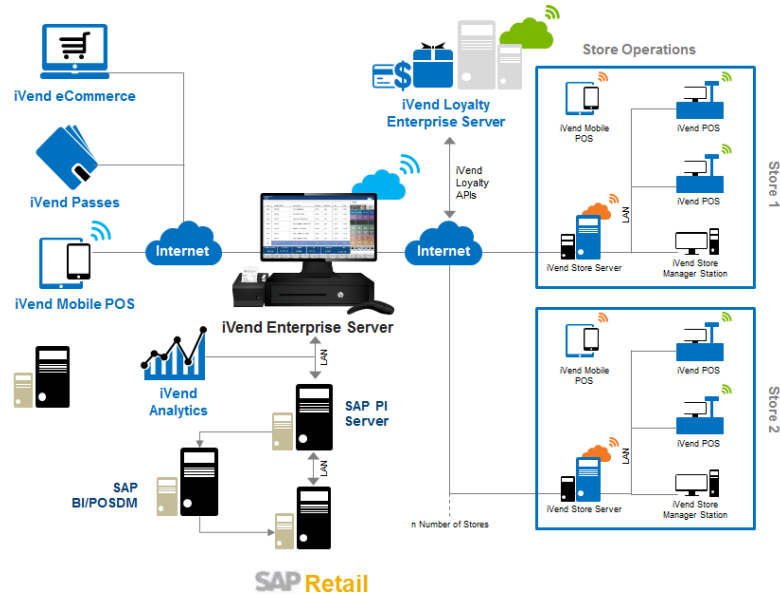 iVend eCommerce
iVend Passes
iVend Mobile POS
Internet
iVend Loyalty
Enterprise Server
iVend
Loyalty
APIs
iVend Enterprise Server
Internet
iVend
Analytics
LAN
SAP PI
Server
LAN
SAP
BI/POSDM
SAP Retail
n Number of Stores
Store Operations
Store 1
iVend Mobile
POS
iVend POS
iVend POS
LAN
iVend Store Server
iVend Store
Manager Station
Store 2
iVend Mobile
POS
iVend POS
iVend POS
LAN
iVend Store Server
iVend Store
Manager Station